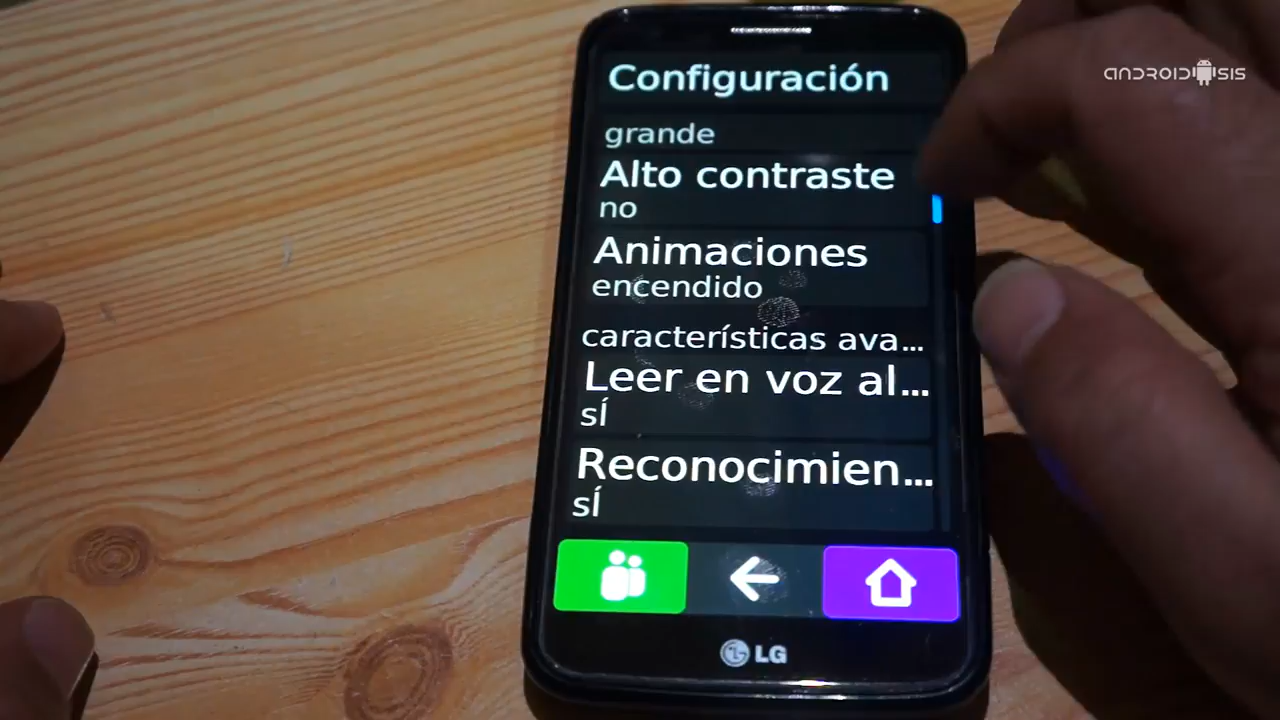 ANDROIDSIS
Configuración
grande
Alto contraste
no
Animaciones
encendido
características ava...
Leer en voz al...
sí
Reconocimien...
sí
LG